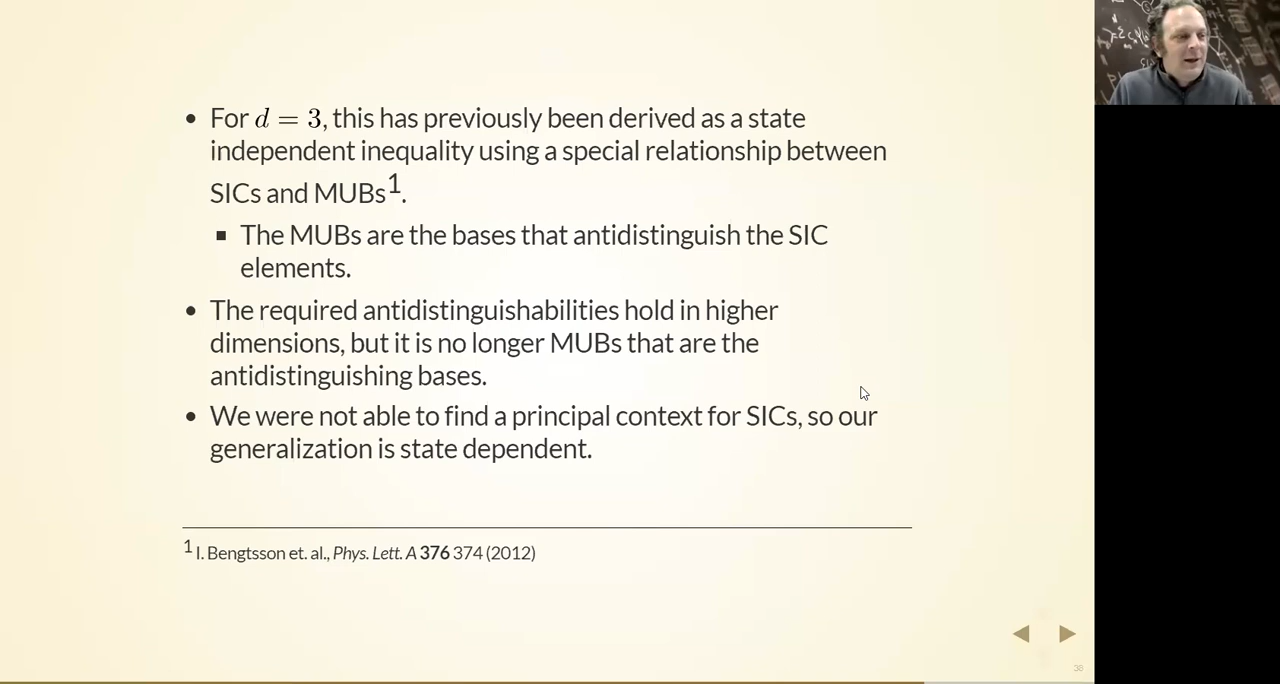 • For d = 3, this has previously been derived as a state
independent inequality using a special relationship between
SICs and MUBs¹.
▪ The MUBs are the bases that antidistinguish the SIC
elements.
• The required antidistinguishabilities hold in higher
dimensions, but it is no longer MUBs that are the
antidistinguishing bases.
• We were not able to find a principal context for SICs, so our
generalization is state dependent.
¹ I. Bengtsson et. al., Phys. Lett. A 376 374 (2012)
38